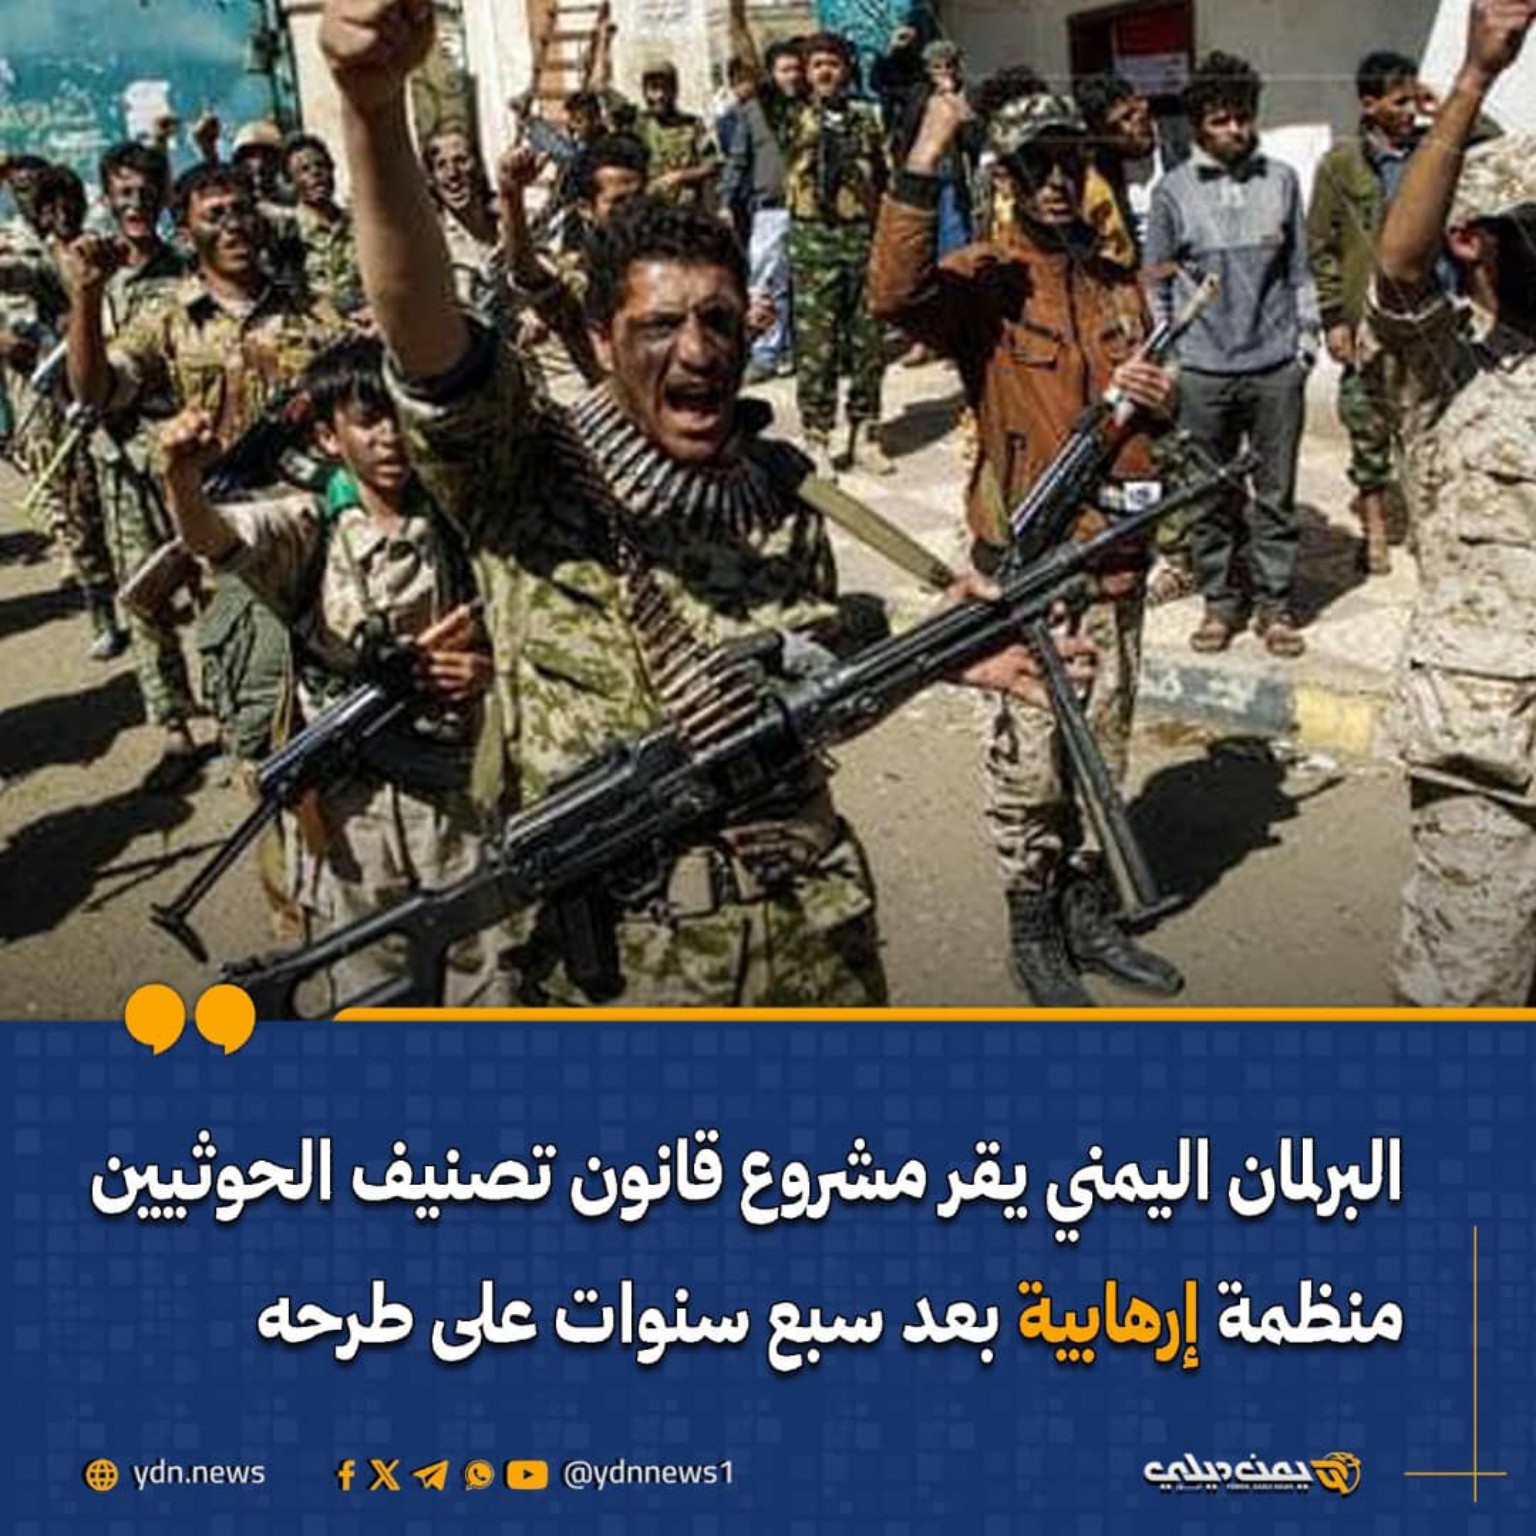 البرلمان اليمني يقر مشروع قانون تصنيف الحوثيين
منظمة إرهابية بعد سبع سنوات على طرحه
ydn.news
@ydnnews1
يمن ديلي